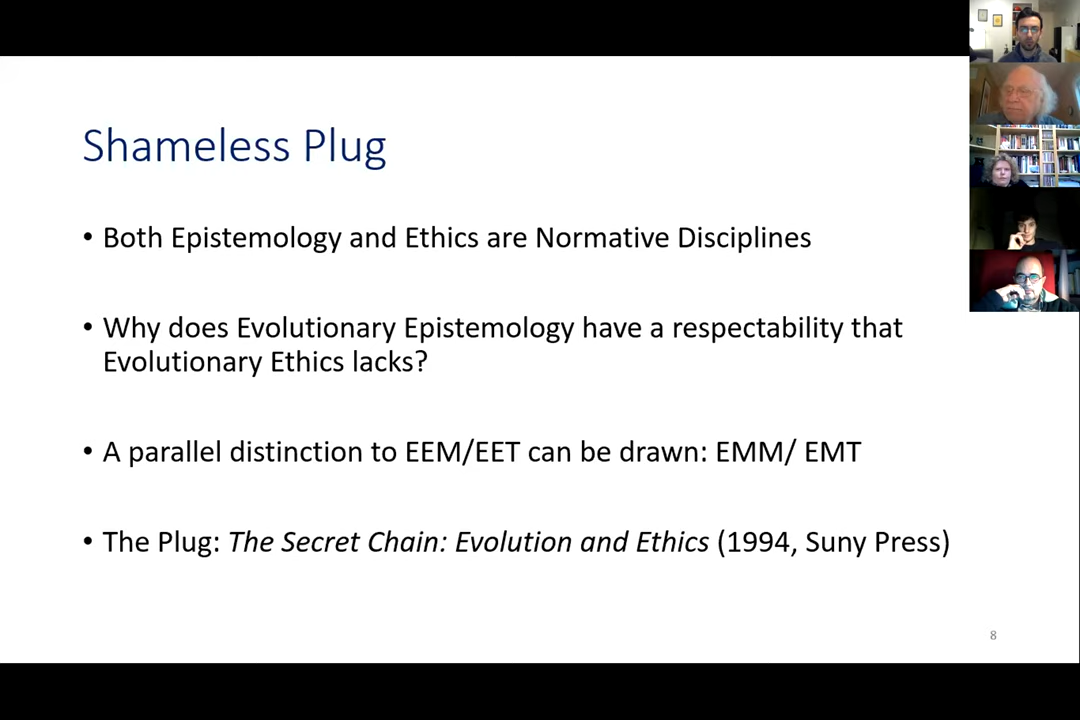 Shameless Plug
• Both Epistemology and Ethics are Normative Disciplines
• Why does Evolutionary Epistemology have a respectability that
Evolutionary Ethics lacks?
• A parallel distinction to EEM/EET can be drawn: EMM/ EMT
• The Plug: The Secret Chain: Evolution and Ethics (1994, Suny Press)
8